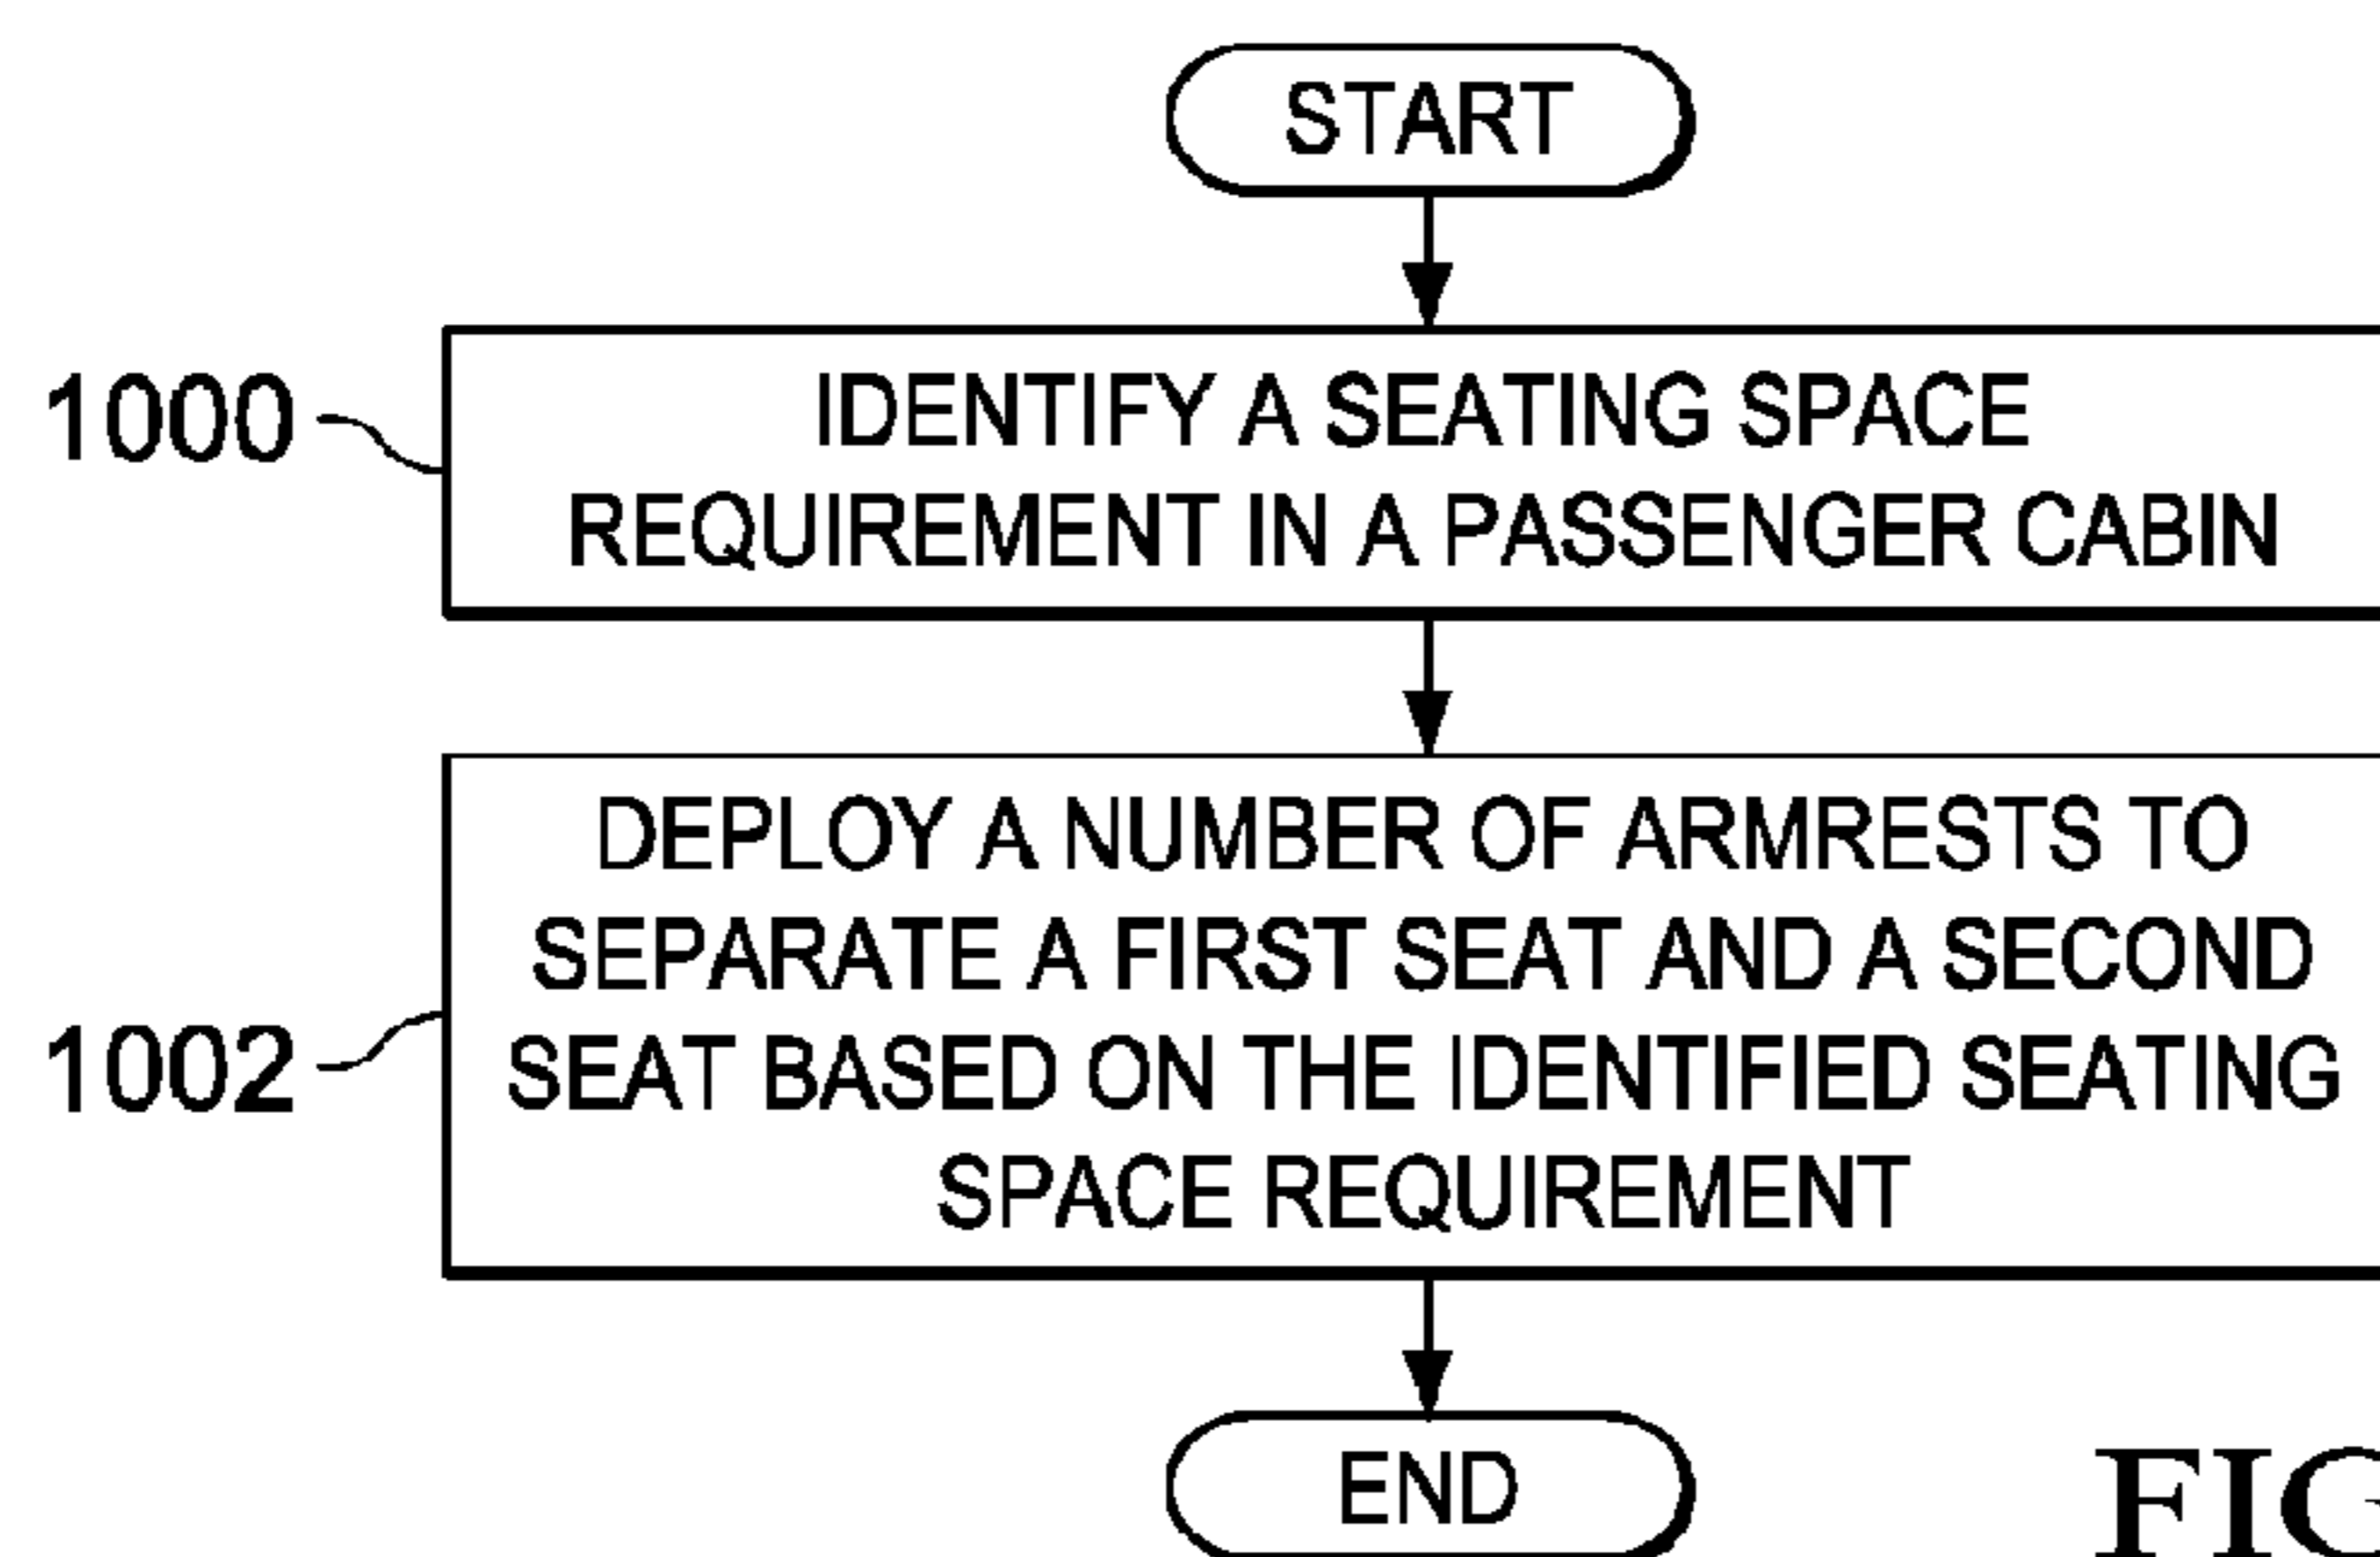 START
1000
IDENTIFY A SEATING SPACE
REQUIREMENT IN A PASSENGER CABIN
DEPLOY A NUMBER OF ARMRESTS TO
SEPARATE A FIRST SEAT AND A SECOND
1002
SEAT BASED ON THE IDENTIFIED SEATING
SPACE REQUIREMENT
END
FIG